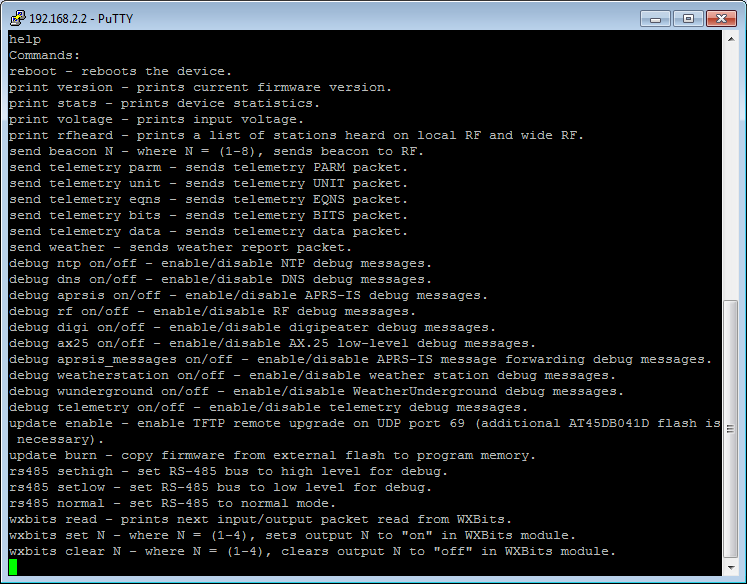 192.168.2.2 - PuTTY
help
Commands:
reboot - reboots the device.
print version - prints current firmware version.
print stats - prints device statistics.
print voltage - prints input voltage.
print rfheard - prints a list of stations heard on local RF and wide RF.
send beacon N - where N = (1-8), sends beacon to RF.
send telemetry parm - sends telemetry PARM packet.
send telemetry unit - sends telemetry UNIT packet.
send telemetry eqns - sends telemetry EQNS packet.
send telemetry bits - sends telemetry BITS packet.
send telemetry data - sends telemetry data packet.
send weather - sends weather report packet.
debug ntp on/off - enable/disable NTP debug messages.
debug dns on/off - enable/disable DNS debug messages.
debug aprsis on/off - enable/disable APRS-IS debug messages.
debug rf on/off - enable/disable RF debug messages.
debug digi on/off - enable/disable digipeater debug messages.
debug ax25 on/off - enable/disable AX.25 low-level debug messages.
debug aprsis_messages on/off - enable/disable APRS-IS message forwarding debug messages.
debug weatherstation on/off - enable/disable weather station debug messages.
debug wunderground on/off - enable/disable WeatherUnderground debug messages.
debug telemetry on/off - enable/disable telemetry debug messages.
update enable - enable TFTP remote upgrade on UDP port 69 (additional AT45DB041D flash is
 necessary).
update burn - copy firmware from external flash to program memory.
rs485 sethigh - set RS-485 bus to high level for debug.
rs485 setlow - set RS-485 bus to low level for debug.
rs485 normal - set RS-485 to normal mode.
wxbits read - prints next input/output packet read from WXBits.
wxbits set N - where N = (1-4), sets output N to "on" in WXBits module.
wxbits clear N - where N = (1-4), clears output N to "off" in WXBits module.